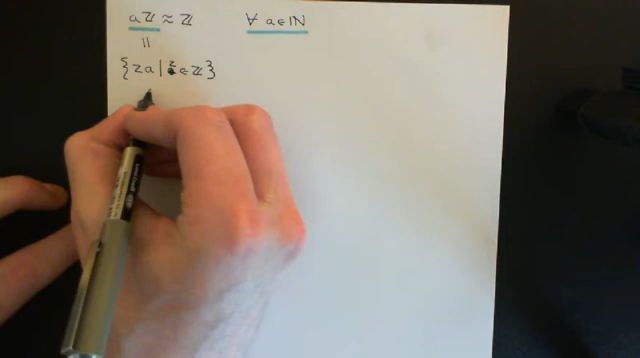 aℤ ≈ ℤ ∀ a∈ℕ
||
{za | z∈ℤ}